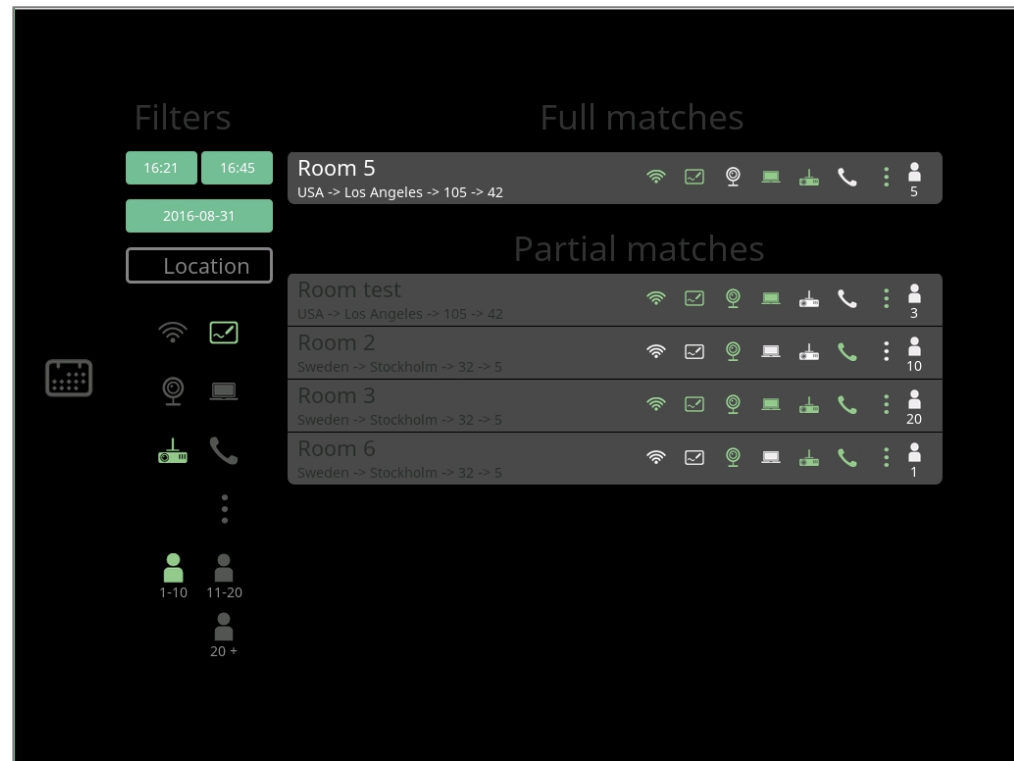 Filters
16:21 16:45
2016-08-31
Location
1-10 11-20
20 +
Full matches
Room 5
USA -> Los Angeles -> 105 -> 42
5
Partial matches
Room test
USA -> Los Angeles -> 105 -> 42
3
Room 2
Sweden -> Stockholm -> 32 -> 5
10
Room 3
Sweden -> Stockholm -> 32 -> 5
20
Room 6
Sweden -> Stockholm -> 32 -> 5
1